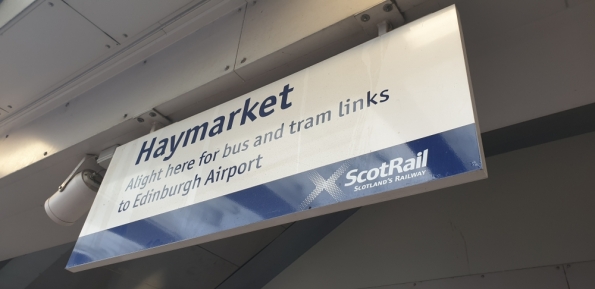 Haymarket
Alight here for bus and tram links
to Edinburgh Airport
ScotRail
SCOTLAND'S RAILWAY